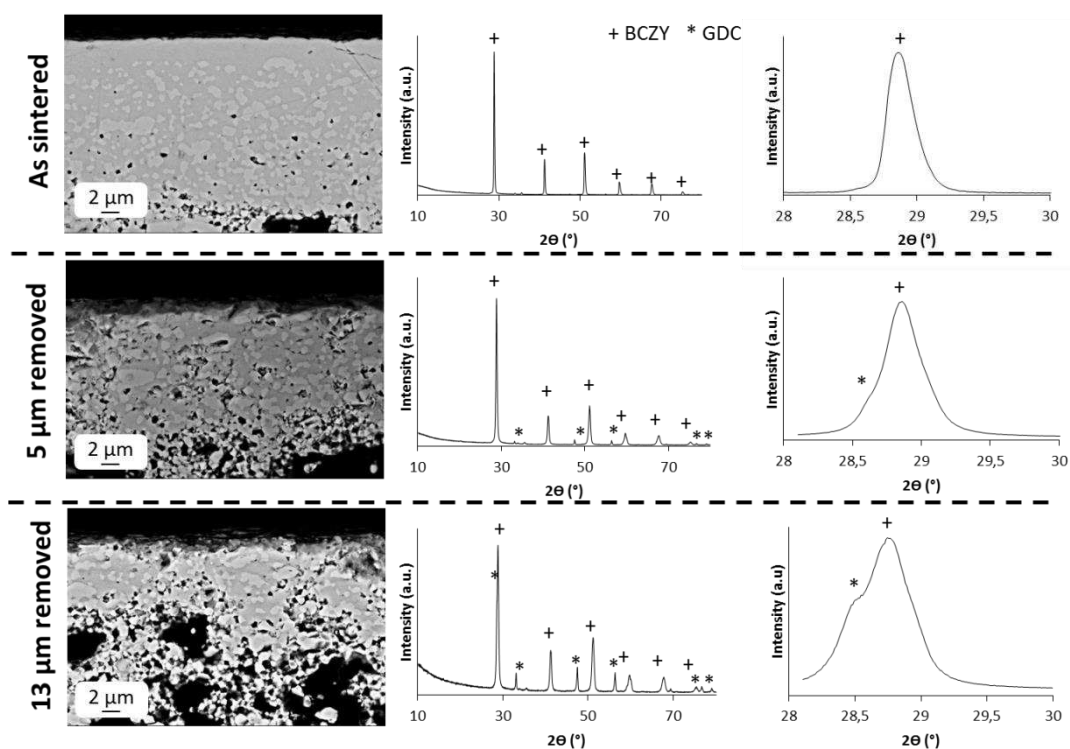 As sintered
2 µm
Intensity (a.u.)
+ BCZY * GDC
+
+
+
+
+
+
10 30 50 70
2ϴ (°)
Intensity (a.u.)
+
28 28,5 29 29,5 30
2ϴ (°)
5 µm removed
2 µm
Intensity (a.u.)
+
+
+
+ + +
* * * **
10 30 50 70
2ϴ (°)
Intensity (a.u.)
+
*
28 28,5 29 29,5 30
2ϴ (°)
13 µm removed
2 µm
Intensity (a.u)
+
*
+
+
+ + +
* * * * *
10 30 50 70
2ϴ (°)
Intensity (a.u)
+
*
28 28,5 29 29,5 30
2ϴ (°)